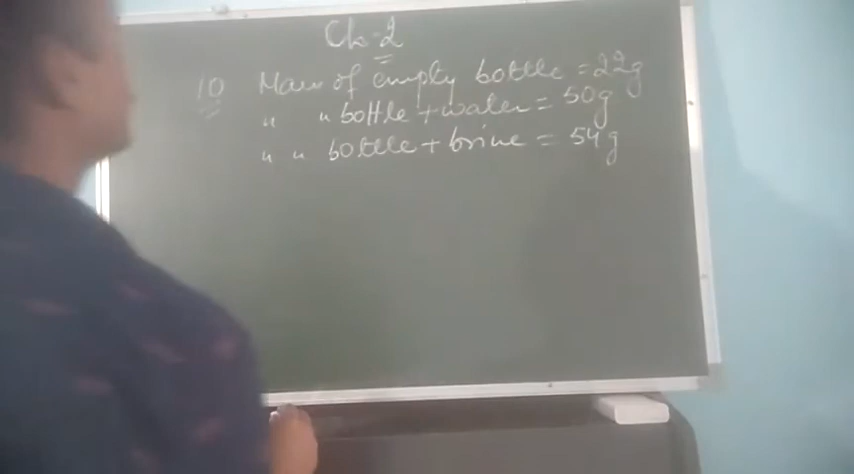 Ch-2
10 Mass of empty bottle = 22g
" " bottle + water = 50g
" " bottle + brine = 54g